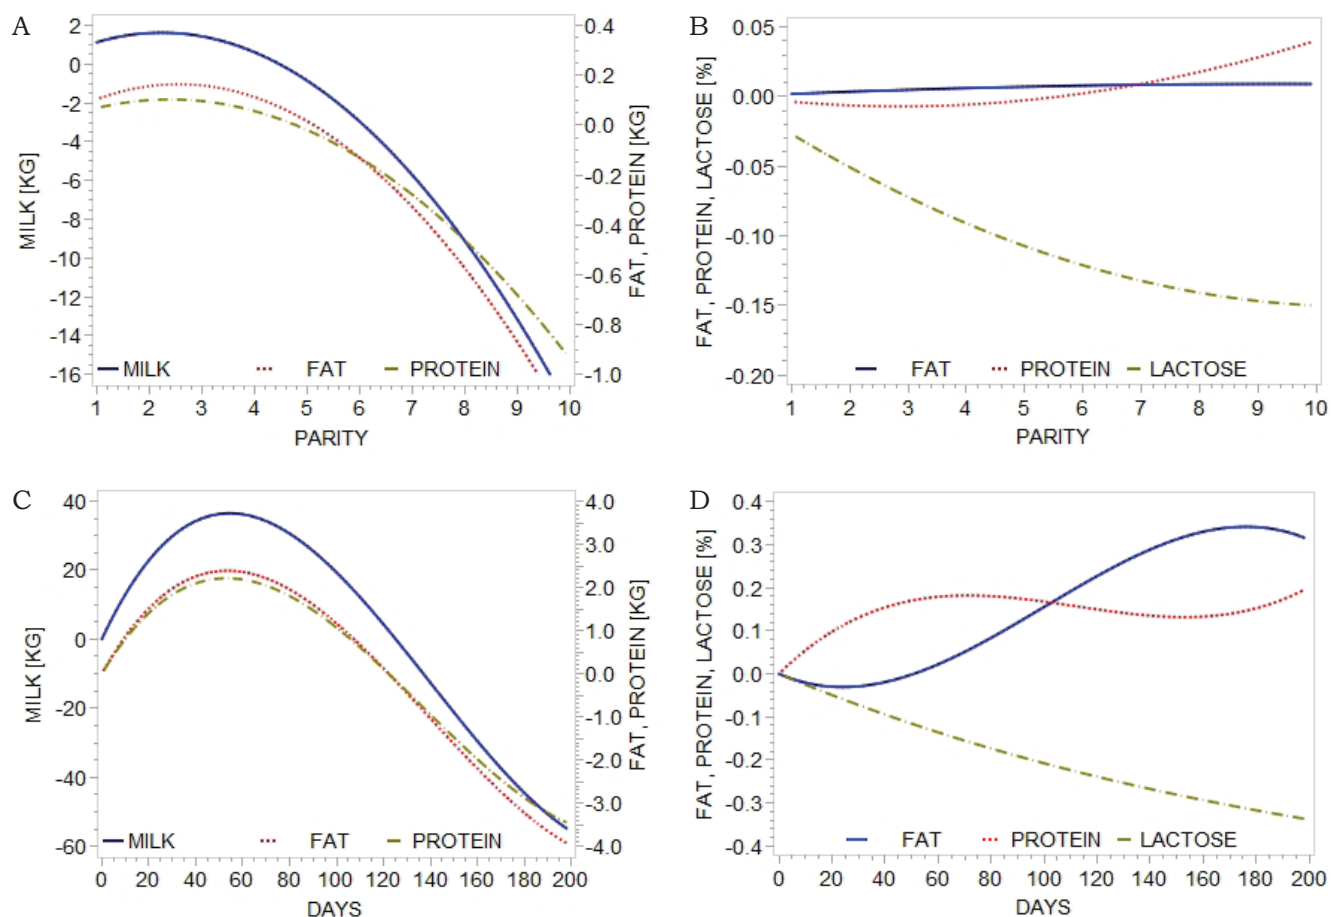 A
MILK [KG]
2
0
-2
-4
-6
-8
-10
-12
-14
-16
0.4
0.2
0.0
-0.2
-0.4
-0.6
-0.8
-1.0
FAT, PROTEIN [KG]
MILK FAT PROTEIN
1 2 3 4 5 6 7 8 9 10
PARITY
B
FAT, PROTEIN, LACTOSE [%]
0.05
0.00
-0.05
-0.10
-0.15
-0.20
FAT PROTEIN LACTOSE
1 2 3 4 5 6 7 8 9 10
PARITY
C
MILK [KG]
40
20
0
-20
-40
-60
4.0
3.0
2.0
1.0
0.0
-1.0
-2.0
-3.0
-4.0
FAT, PROTEIN [KG]
MILK FAT PROTEIN
0 20 40 60 80 100 120 140 160 180 200
DAYS
D
FAT, PROTEIN, LACTOSE [%]
0.4
0.3
0.2
0.1
0.0
-0.1
-0.2
-0.3
-0.4
FAT PROTEIN LACTOSE
0 20 40 60 80 100 120 140 160 180 200
DAYS